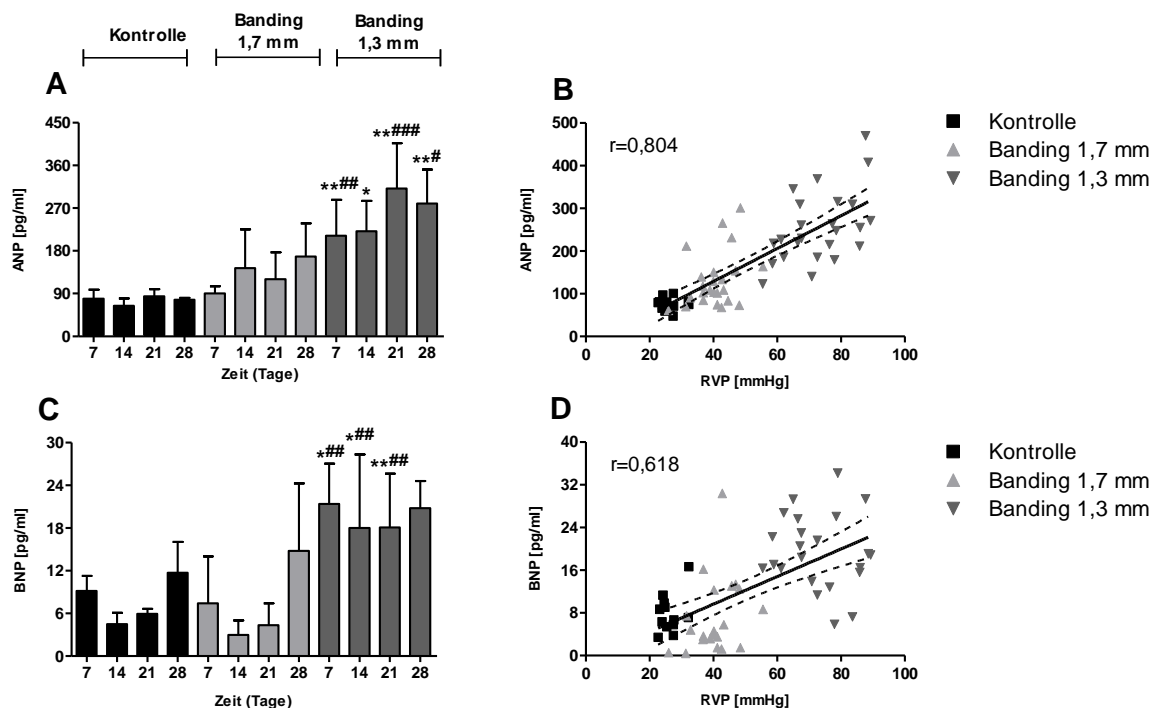 Kontrolle
Banding
1,7 mm
Banding
1,3 mm
A
450
360
270
180
90
0
ANP [pg/ml]
**##
*
**###
**#
7 14 21 28 7 14 21 28 7 14 21 28
Zeit (Tage)
B
500
400
300
200
100
0
ANP [pg/ml]
r=0,804
0 20 40 60 80 100
RVP [mmHg]
Kontrolle
Banding 1,7 mm
Banding 1,3 mm
C
30
24
18
12
6
0
BNP [pg/ml]
*##
*##
**##
7 14 21 28 7 14 21 28 7 14 21 28
Zeit (Tage)
D
40
32
24
16
8
0
BNP [pg/ml]
r=0,618
0 20 40 60 80 100
RVP [mmHg]
Kontrolle
Banding 1,7 mm
Banding 1,3 mm